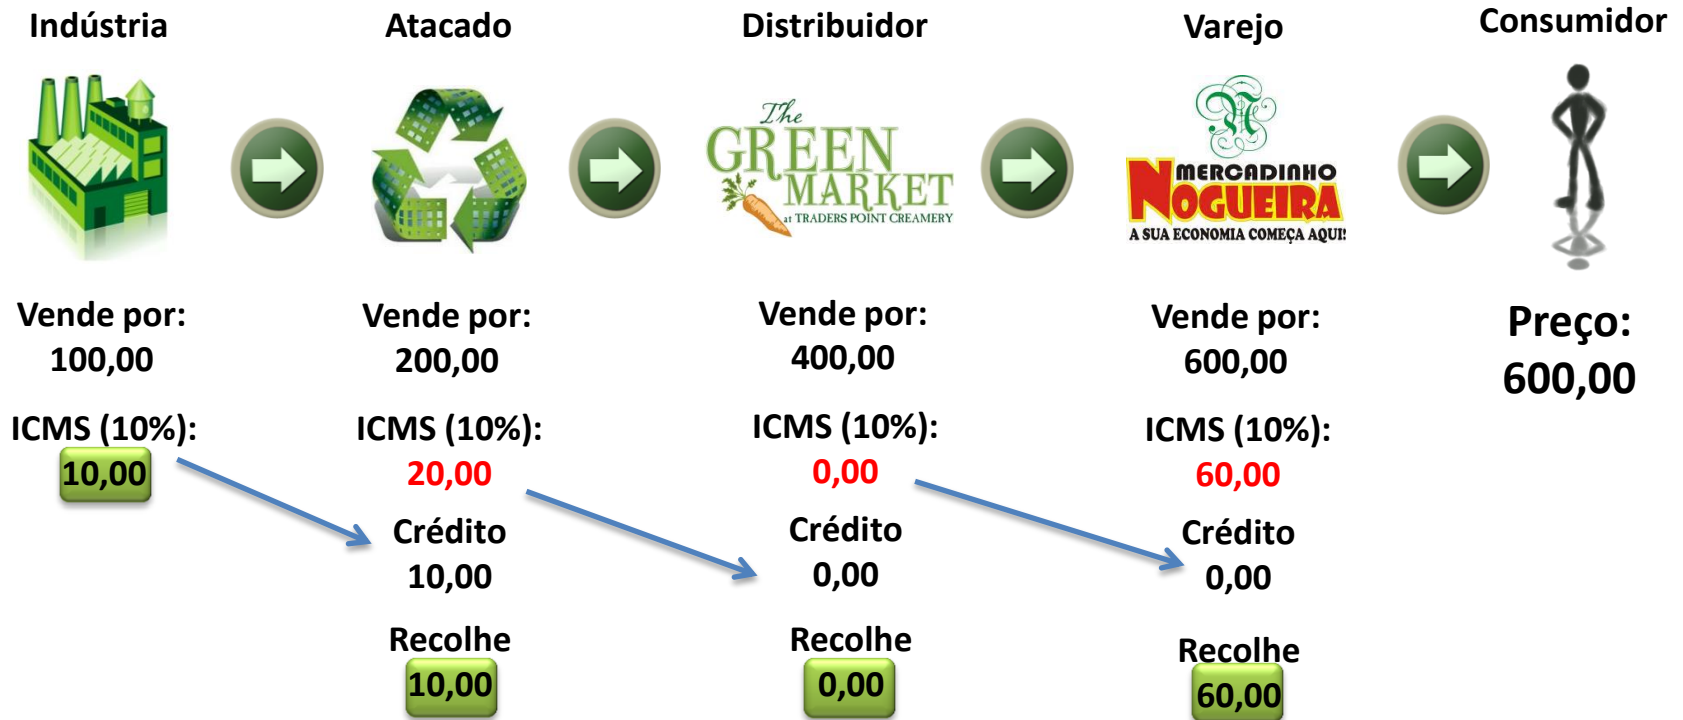 Indústria
Vende por:
100,00
ICMS (10%):
10,00
Atacado
Vende por:
200,00
ICMS (10%):
20,00
Crédito
10,00
Recolhe
10,00
Distribuidor
The
GREEN
MARKET
at TRADERS POINT CREAMERY
Vende por:
400,00
ICMS (10%):
0,00
Crédito
0,00
Recolhe
0,00
Varejo
N
MERCADINHO
NOGUEIRA
A SUA ECONOMIA COMEÇA AQUI!
Vende por:
600,00
ICMS (10%):
60,00
Crédito
0,00
Recolhe
60,00
Consumidor
Preço:
600,00